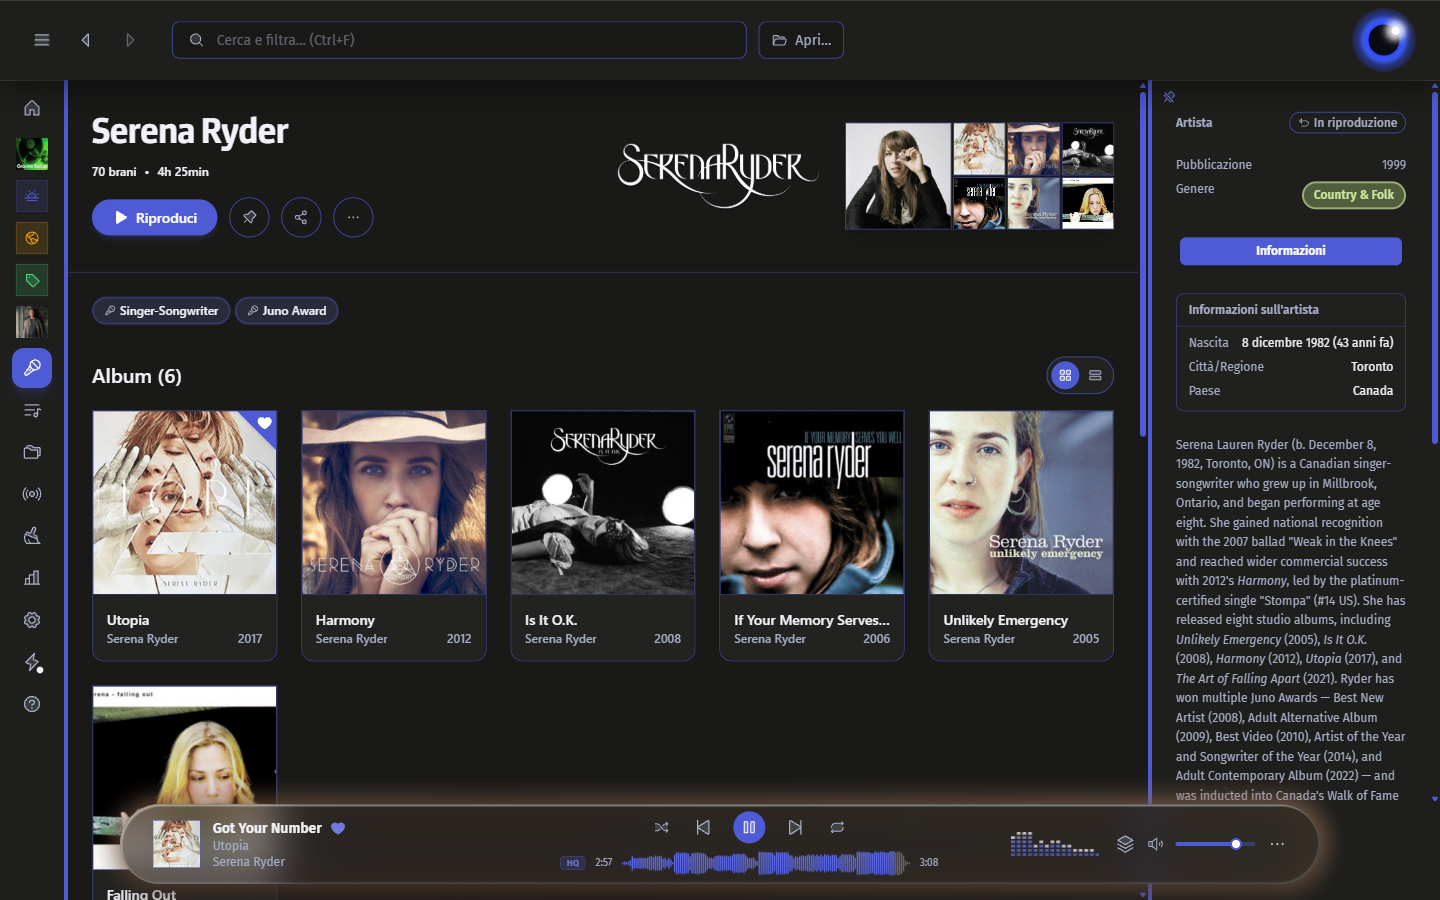 Cerca e filtra... (Ctrl+F)
Apri...
Serena Ryder
70 brani • 4h 25min
Riproduci
SERENA RYDER
Singer-Songwriter
Juno Award
Album (6)
SERENA RYDER
Utopia
Serena Ryder
2017
SERENA RYDER
Harmony
Serena Ryder
2012
SERENA RYDER
IS IT O.K.
Is It O.K.
Serena Ryder
2008
IF YOUR MEMORY SERVES YOU WELL
serena ryder
If Your Memory Serves...
Serena Ryder
2006
Serena Ryder
unlikely emergency
Unlikely Emergency
Serena Ryder
2005
rena - falling out
Falling Out
Artista
In riproduzione
Pubblicazione
1999
Genere
Country & Folk
Informazioni
Informazioni sull'artista
Nascita
8 dicembre 1982 (43 anni fa)
Città/Regione
Toronto
Paese
Canada
Serena Lauren Ryder (b. December 8,
1982, Toronto, ON) is a Canadian singer-
songwriter who grew up in Millbrook,
Ontario, and began performing at age
eight. She gained national recognition
with the 2007 ballad "Weak in the Knees"
and reached wider commercial success
with 2012's Harmony, led by the platinum-
certified single "Stompa" (#14 US). She has
released eight studio albums, including
Unlikely Emergency (2005), Is It O.K.
(2008), Harmony (2012), Utopia (2017), and
The Art of Falling Apart (2021). Ryder has
won multiple Juno Awards — Best New
Artist (2008), Adult Alternative Album
(2009), Best Video (2010), Artist of the Year
and Songwriter of the Year (2014), and
Adult Contemporary Album (2022) — and
was inducted into Canada's Walk of Fame
Got Your Number
Utopia
Serena Ryder
HQ
2:57
3:08